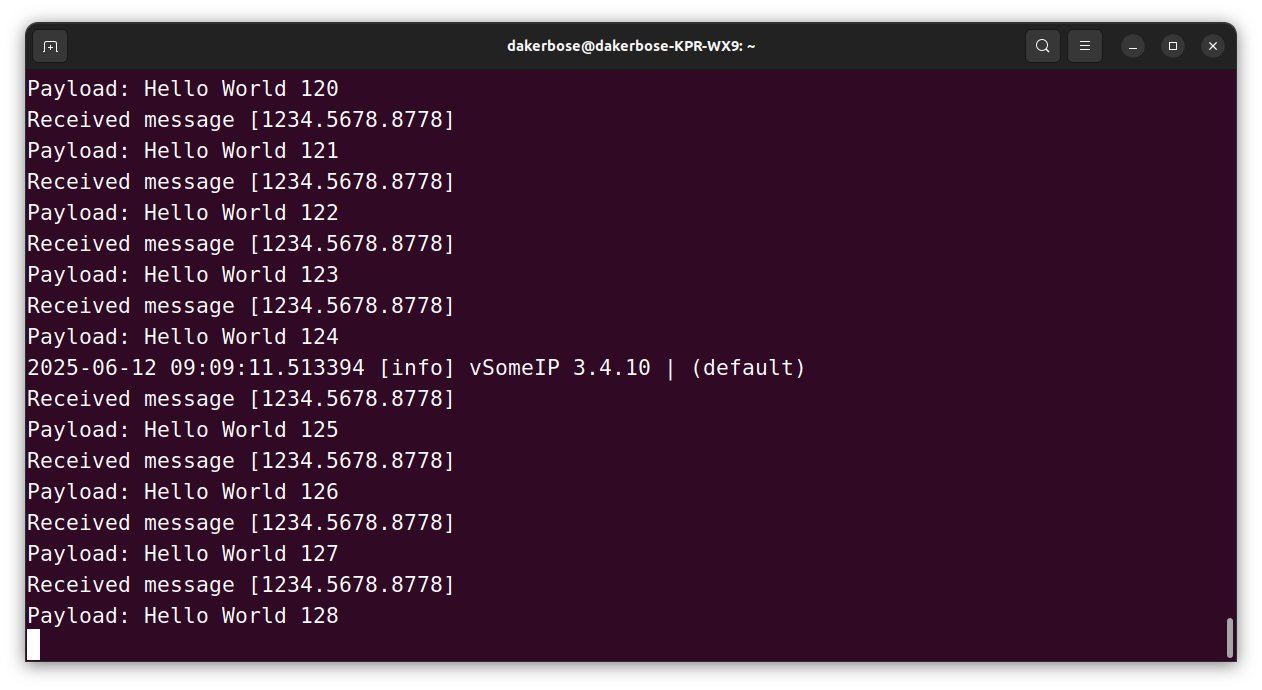 dakerbose@dakerbose-KPR-WX9: ~
Payload: Hello World 120
Received message [1234.5678.8778]
Payload: Hello World 121
Received message [1234.5678.8778]
Payload: Hello World 122
Received message [1234.5678.8778]
Payload: Hello World 123
Received message [1234.5678.8778]
Payload: Hello World 124
2025-06-12 09:09:11.513394 [info] vSomeIP 3.4.10 | (default)
Received message [1234.5678.8778]
Payload: Hello World 125
Received message [1234.5678.8778]
Payload: Hello World 126
Received message [1234.5678.8778]
Payload: Hello World 127
Received message [1234.5678.8778]
Payload: Hello World 128